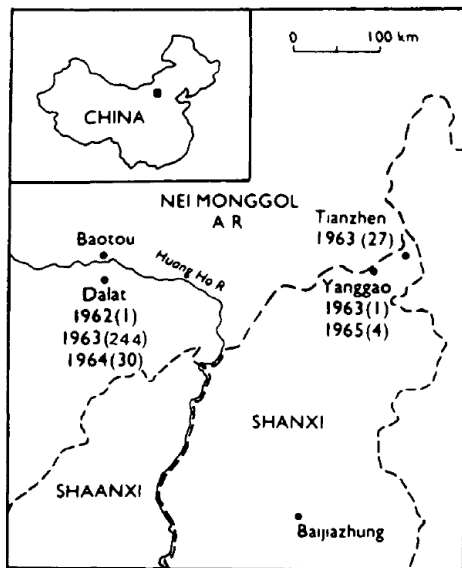 0 100 km
CHINA
NEI MONGGOL
A R
Tianzhen
1963 (27)
Baotou
Huang Ho R
Dalat
1962(1)
1963(244)
1964(30)
Yanggao
1963(1)
1965(4)
SHANXI
SHAANXI
Baijiazhung